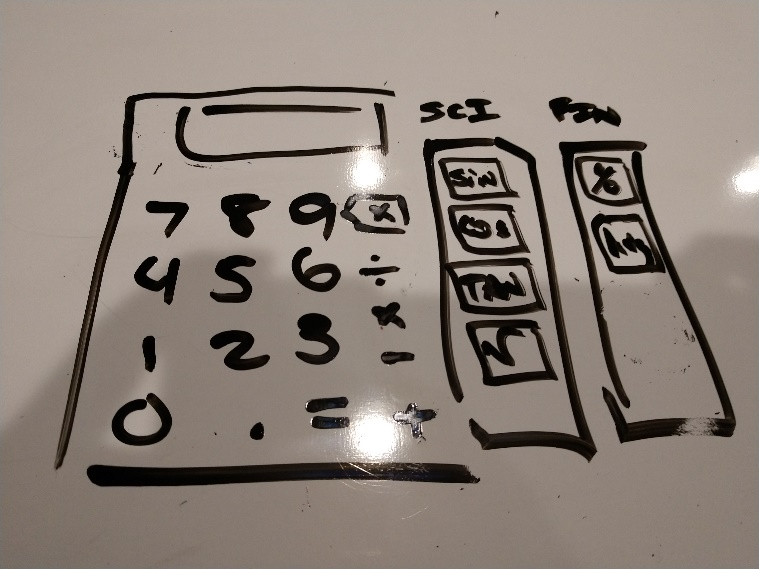 SCI FIN
SIN %
7 8 9 x
COS
4 5 6 ÷
TAN
×
1 2 3 -
0 . = +